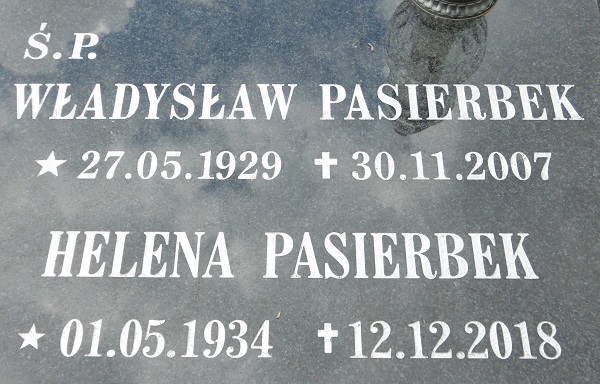 Ś.P.
WŁADYSŁAW PASIERBEK
★ 27.05.1929 ✝ 30.11.2007
HELENA PASIERBEK
★ 01.05.1934 ✝ 12.12.2018